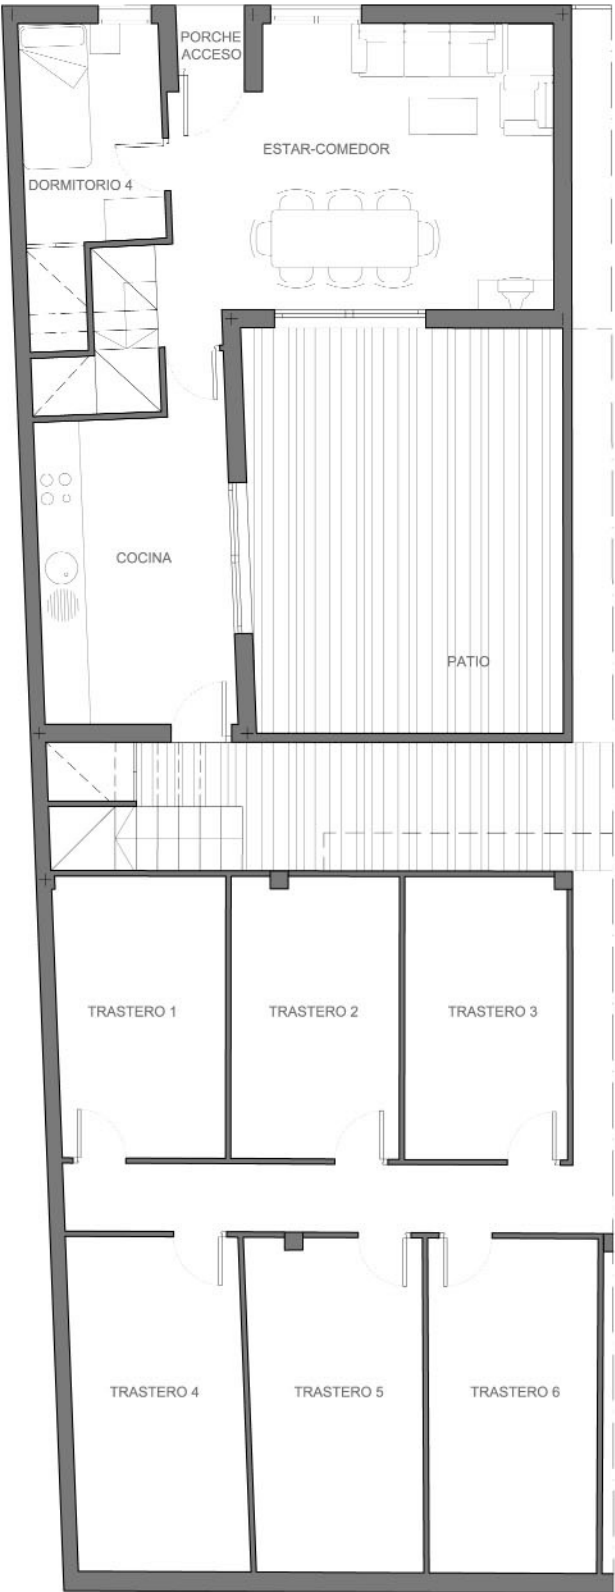 PORCHE
ACCESO
ESTAR-COMEDOR
DORMITORIO 4
COCINA
PATIO
TRASTERO 1
TRASTERO 2
TRASTERO 3
TRASTERO 4
TRASTERO 5
TRASTERO 6